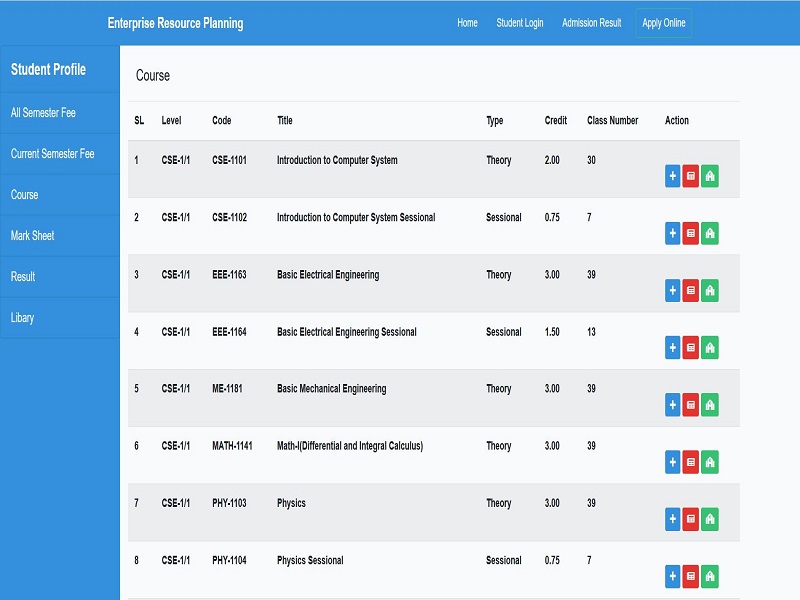 Enterprise Resource Planning Home Student Login Admission Result Apply Online
Student Profile
All Semester Fee
Current Semester Fee
Course
Mark Sheet
Result
Libary
Course
SL Level Code Title Type Credit Class Number Action
1 CSE-1/1 CSE-1101 Introduction to Computer System Theory 2.00 30
2 CSE-1/1 CSE-1102 Introduction to Computer System Sessional Sessional 0.75 7
3 CSE-1/1 EEE-1163 Basic Electrical Engineering Theory 3.00 39
4 CSE-1/1 EEE-1164 Basic Electrical Engineering Sessional Sessional 1.50 13
5 CSE-1/1 ME-1181 Basic Mechanical Engineering Theory 3.00 39
6 CSE-1/1 MATH-1141 Math-I(Differential and Integral Calculus) Theory 3.00 39
7 CSE-1/1 PHY-1103 Physics Theory 3.00 39
8 CSE-1/1 PHY-1104 Physics Sessional Sessional 0.75 7